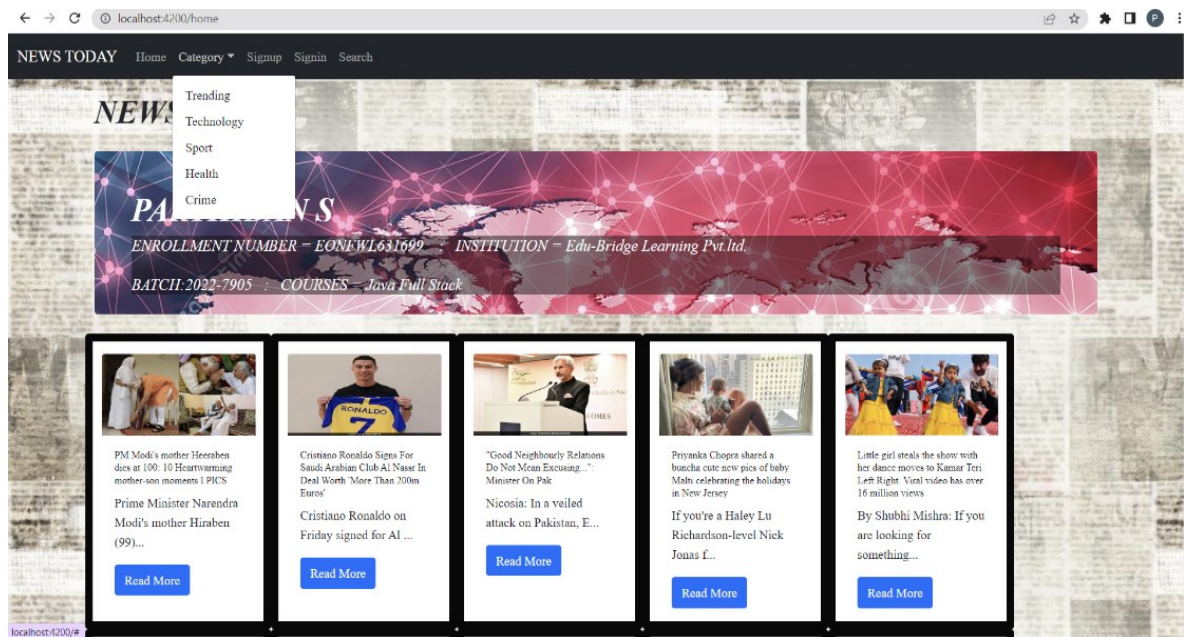 localhost:4200/home
P
NEWS TODAY Home Category Signup Signin Search
Trending
Technology
Sport
Health
Crime
NEWS
PA N S
ENROLLMENT NUMBER = EONFWL631699 : INSTITUTION = Edu-Bridge Learning Pvt.ltd.
BATCH:2022-7905 : COURSES = Java Full Stack
RONALDO
7
COMES
PM Modi's mother Heeraben
dies at 100: 10 Heartwarming
mother-son moments l PICS
Prime Minister Narendra
Modi's mother Hiraben
(99)...
Read More
Cristiano Ronaldo Signs For
Saudi Arabian Club Al Nassr In
Deal Worth 'More Than 200m
Euros'
Cristiano Ronaldo on
Friday signed for Al ...
Read More
"Good Neighbourly Relations
Do Not Mean Excusing...":
Minister On Pak
Nicosia: In a veiled
attack on Pakistan, E...
Read More
Priyanka Chopra shared a
buncha cute new pics of baby
Malti celebrating the holidays
in New Jersey
If you're a Haley Lu
Richardson-level Nick
Jonas f...
Read More
Little girl steals the show with
her dance moves to Kamar Teri
Left Right. Viral video has over
16 million views
By Shubhi Mishra: If you
are looking for
something...
Read More
localhost:4200/#